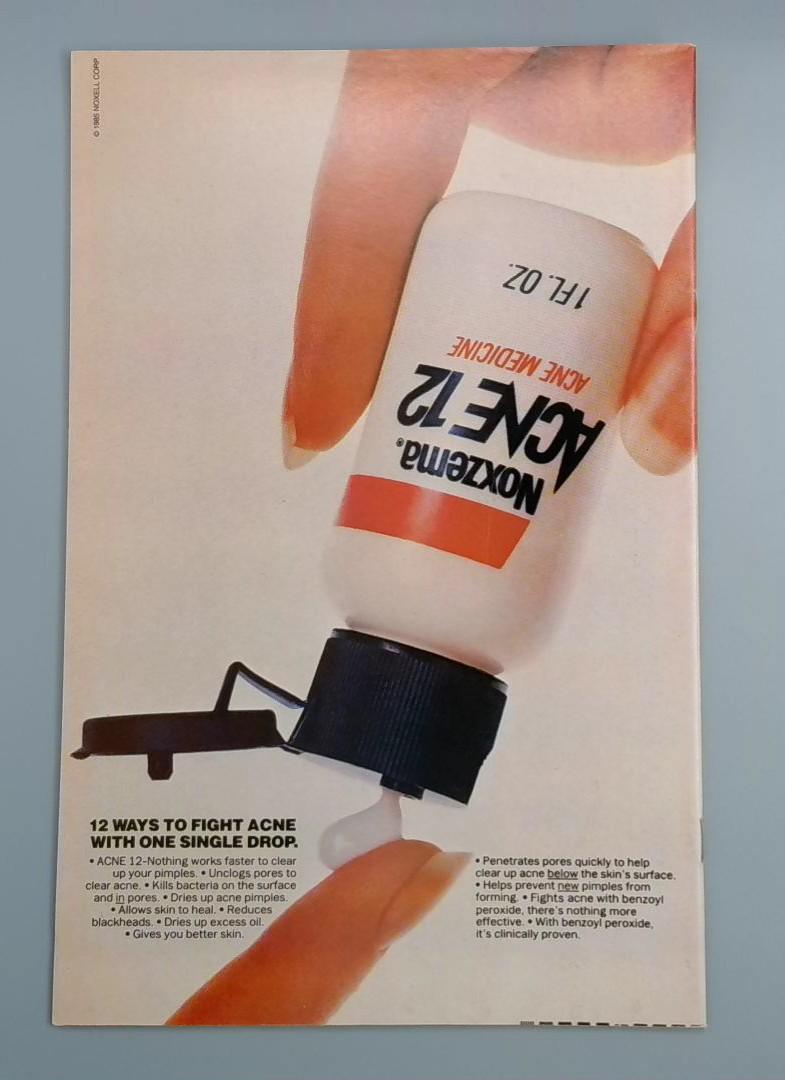 © 1985 NOXELL CORP.
1 FL. OZ.
ACNE MEDICINE
ACNE 12
Noxzema®
12 WAYS TO FIGHT ACNE
WITH ONE SINGLE DROP.
• ACNE 12–Nothing works faster to clear
up your pimples. • Unclogs pores to
clear acne. • Kills bacteria on the surface
and in pores. • Dries up acne pimples.
• Allows skin to heal. • Reduces
blackheads. • Dries up excess oil.
• Gives you better skin.
• Penetrates pores quickly to help
clear up acne below the skin's surface.
• Helps prevent new pimples from
forming. • Fights acne with benzoyl
peroxide, there's nothing more
effective. • With benzoyl peroxide,
it's clinically proven.